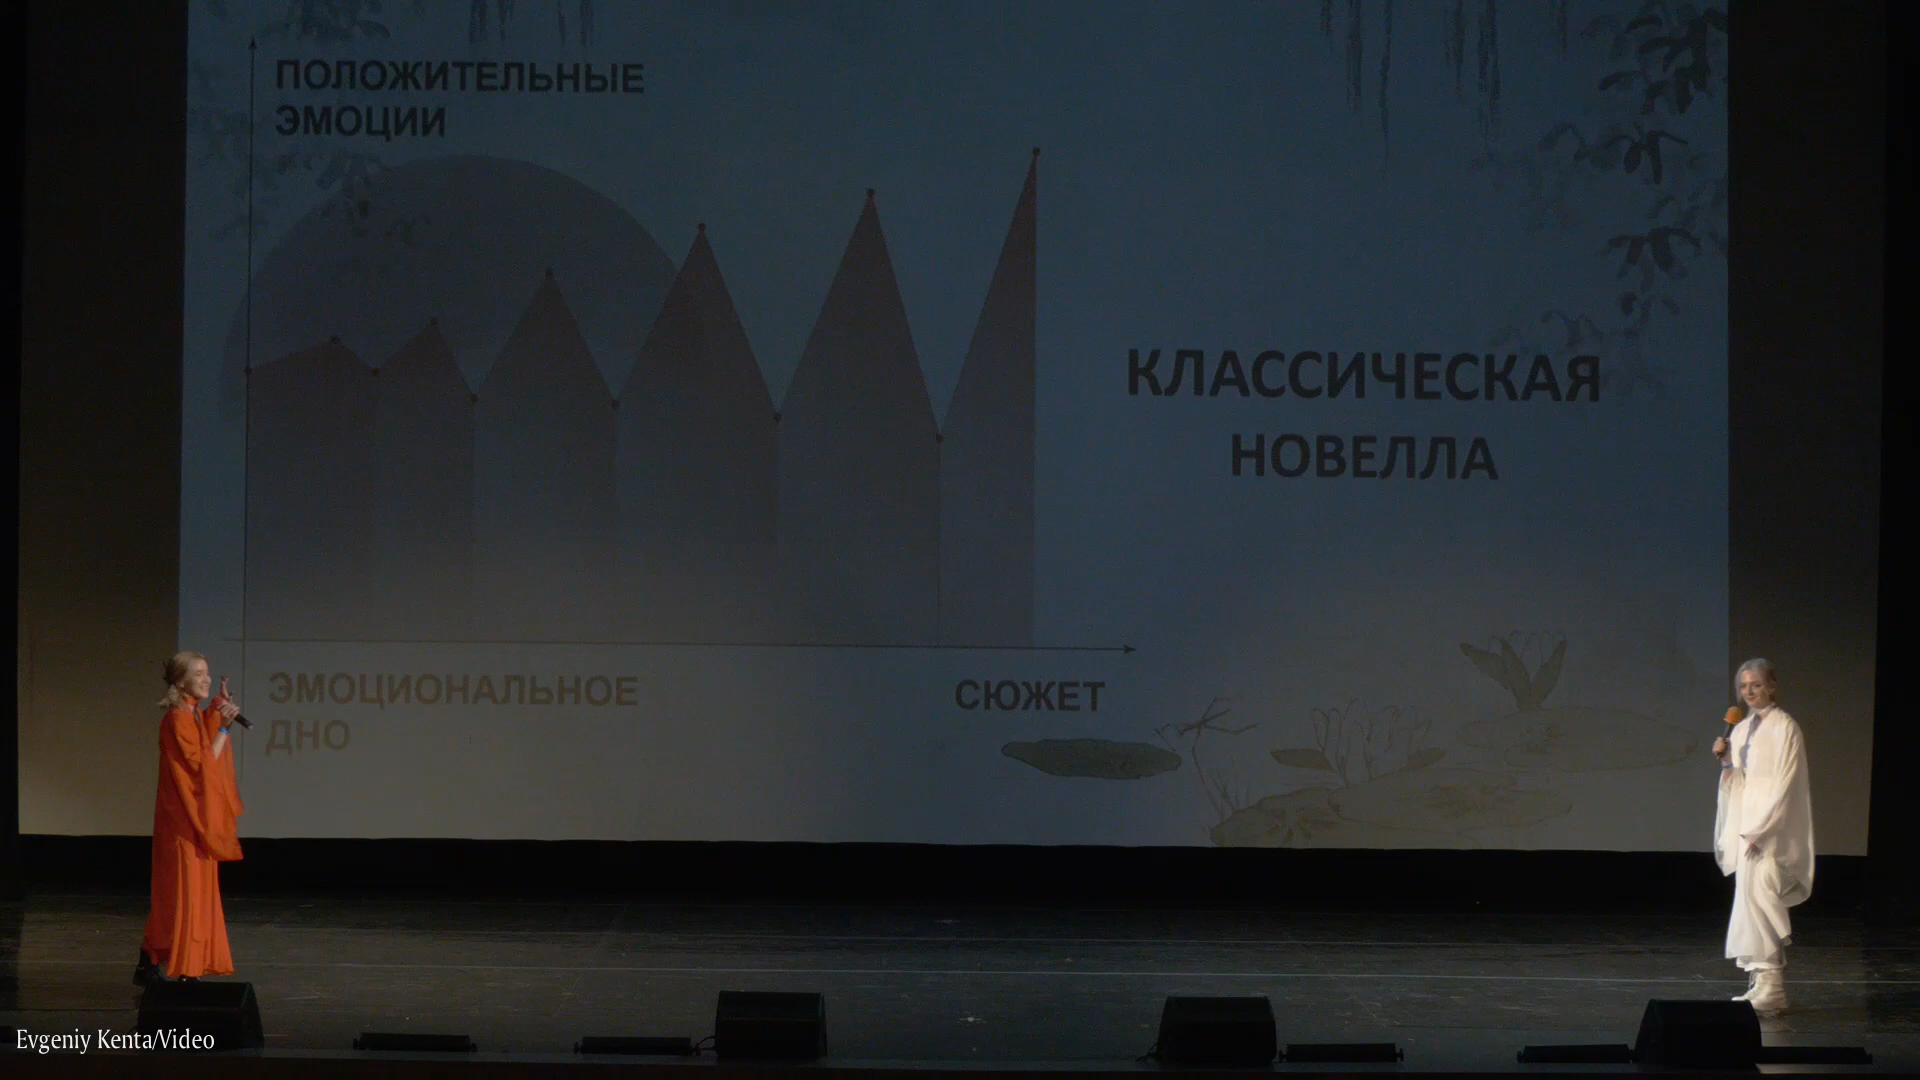 ПОЛОЖИТЕЛЬНЫЕ
ЭМОЦИИ
КЛАССИЧЕСКАЯ
НОВЕЛЛА
ЭМОЦИОНАЛЬНОЕ
ДНО
СЮЖЕТ
Evgeniy Kenta/Video